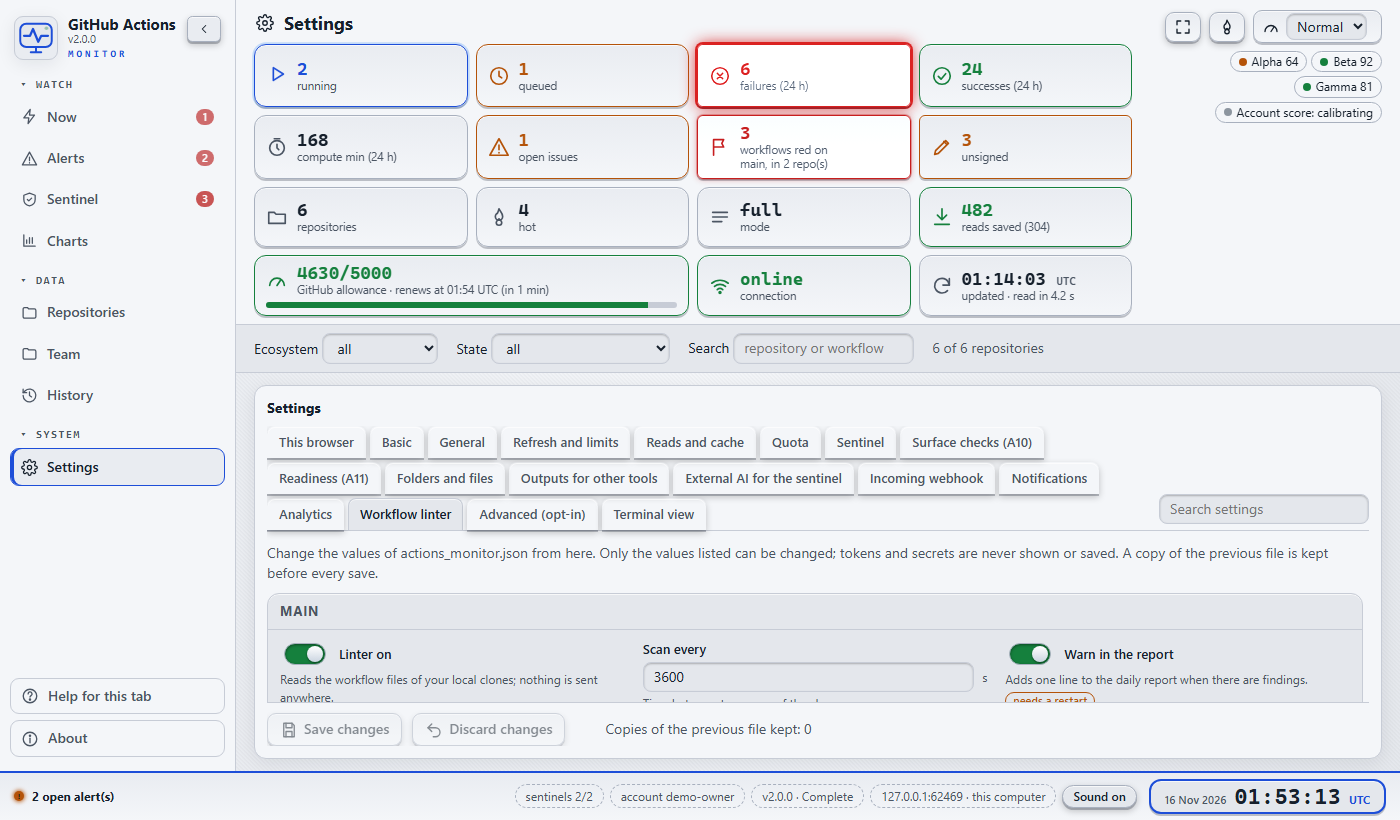 GitHub Actions
v2.0.0
MONITOR
WATCH
Now 1
Alerts 2
Sentinel 3
Charts
DATA
Repositories
Team
History
SYSTEM
Settings
Help for this tab
About
Settings
Normal
Alpha 64
Beta 92
Gamma 81
Account score: calibrating
2
running
1
queued
6
failures (24 h)
24
successes (24 h)
168
compute min (24 h)
1
open issues
3
workflows red on
main, in 2 repo(s)
3
unsigned
6
repositories
4
hot
full
mode
482
reads saved (304)
4630/5000
GitHub allowance · renews at 01:54 UTC (in 1 min)
online
connection
01:14:03 UTC
updated · read in 4.2 s
Ecosystem all State all Search repository or workflow 6 of 6 repositories
Settings
This browser Basic General Refresh and limits Reads and cache Quota Sentinel Surface checks (A10)
Readiness (A11) Folders and files Outputs for other tools External AI for the sentinel Incoming webhook Notifications
Analytics Workflow linter Advanced (opt-in) Terminal view
Search settings
Change the values of actions_monitor.json from here. Only the values listed can be changed; tokens and secrets are never shown or saved. A copy of the previous file is kept
before every save.
MAIN
Linter on
Reads the workflow files of your local clones; nothing is sent
anywhere.
Scan every
3600 s
Warn in the report
Adds one line to the daily report when there are findings.
needs a restart
Save changes Discard changes Copies of the previous file kept: 0
2 open alert(s)
sentinels 2/2
account demo-owner
v2.0.0 · Complete
127.0.0.1:62469 · this computer
Sound on
16 Nov 2026 01:53:13 UTC